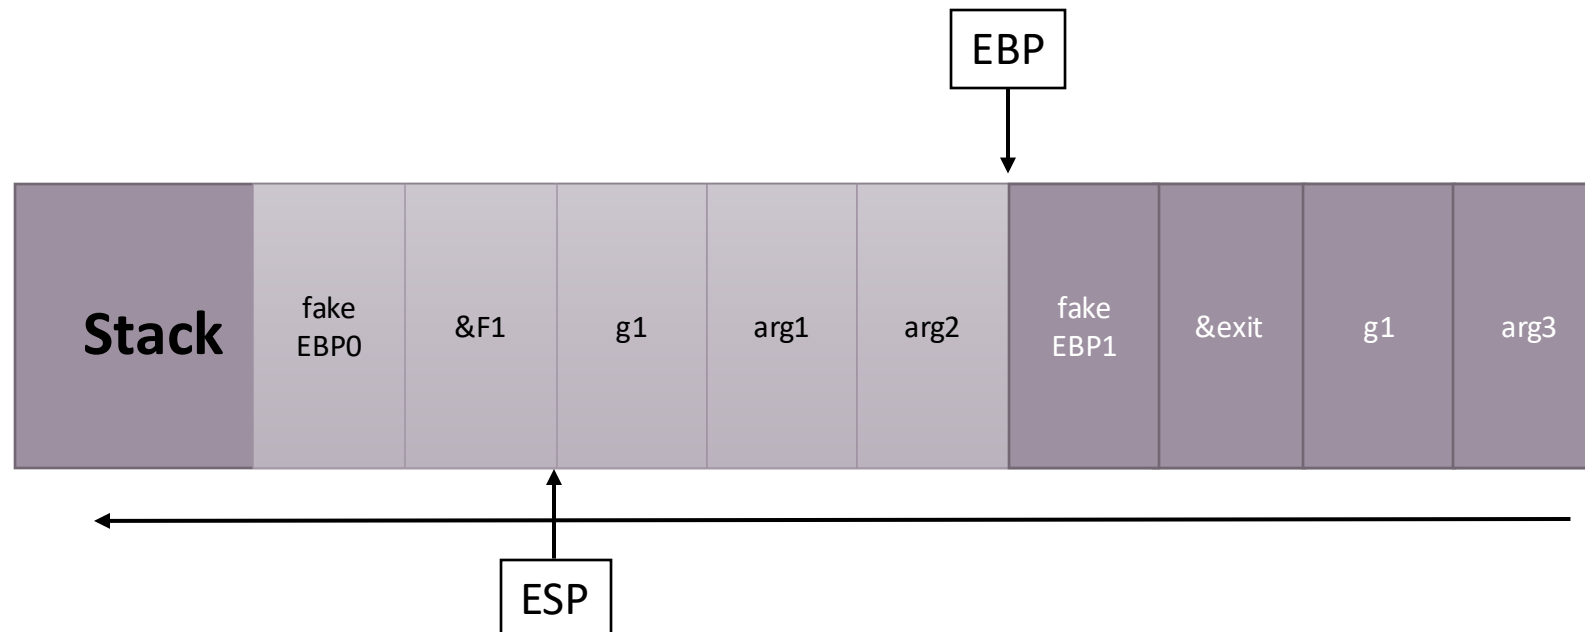 EBP
Stack
fake
EBP0
&F1
g1
arg1
arg2
fake
EBP1
&exit
g1
arg3
ESP